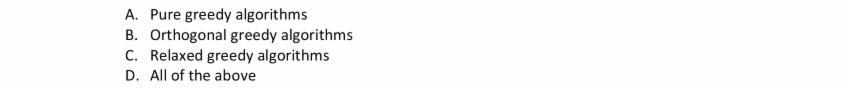 A. Pure greedy algorithms
B. Orthogonal greedy algorithms
C. Relaxed greedy algorithms
D. All of the above